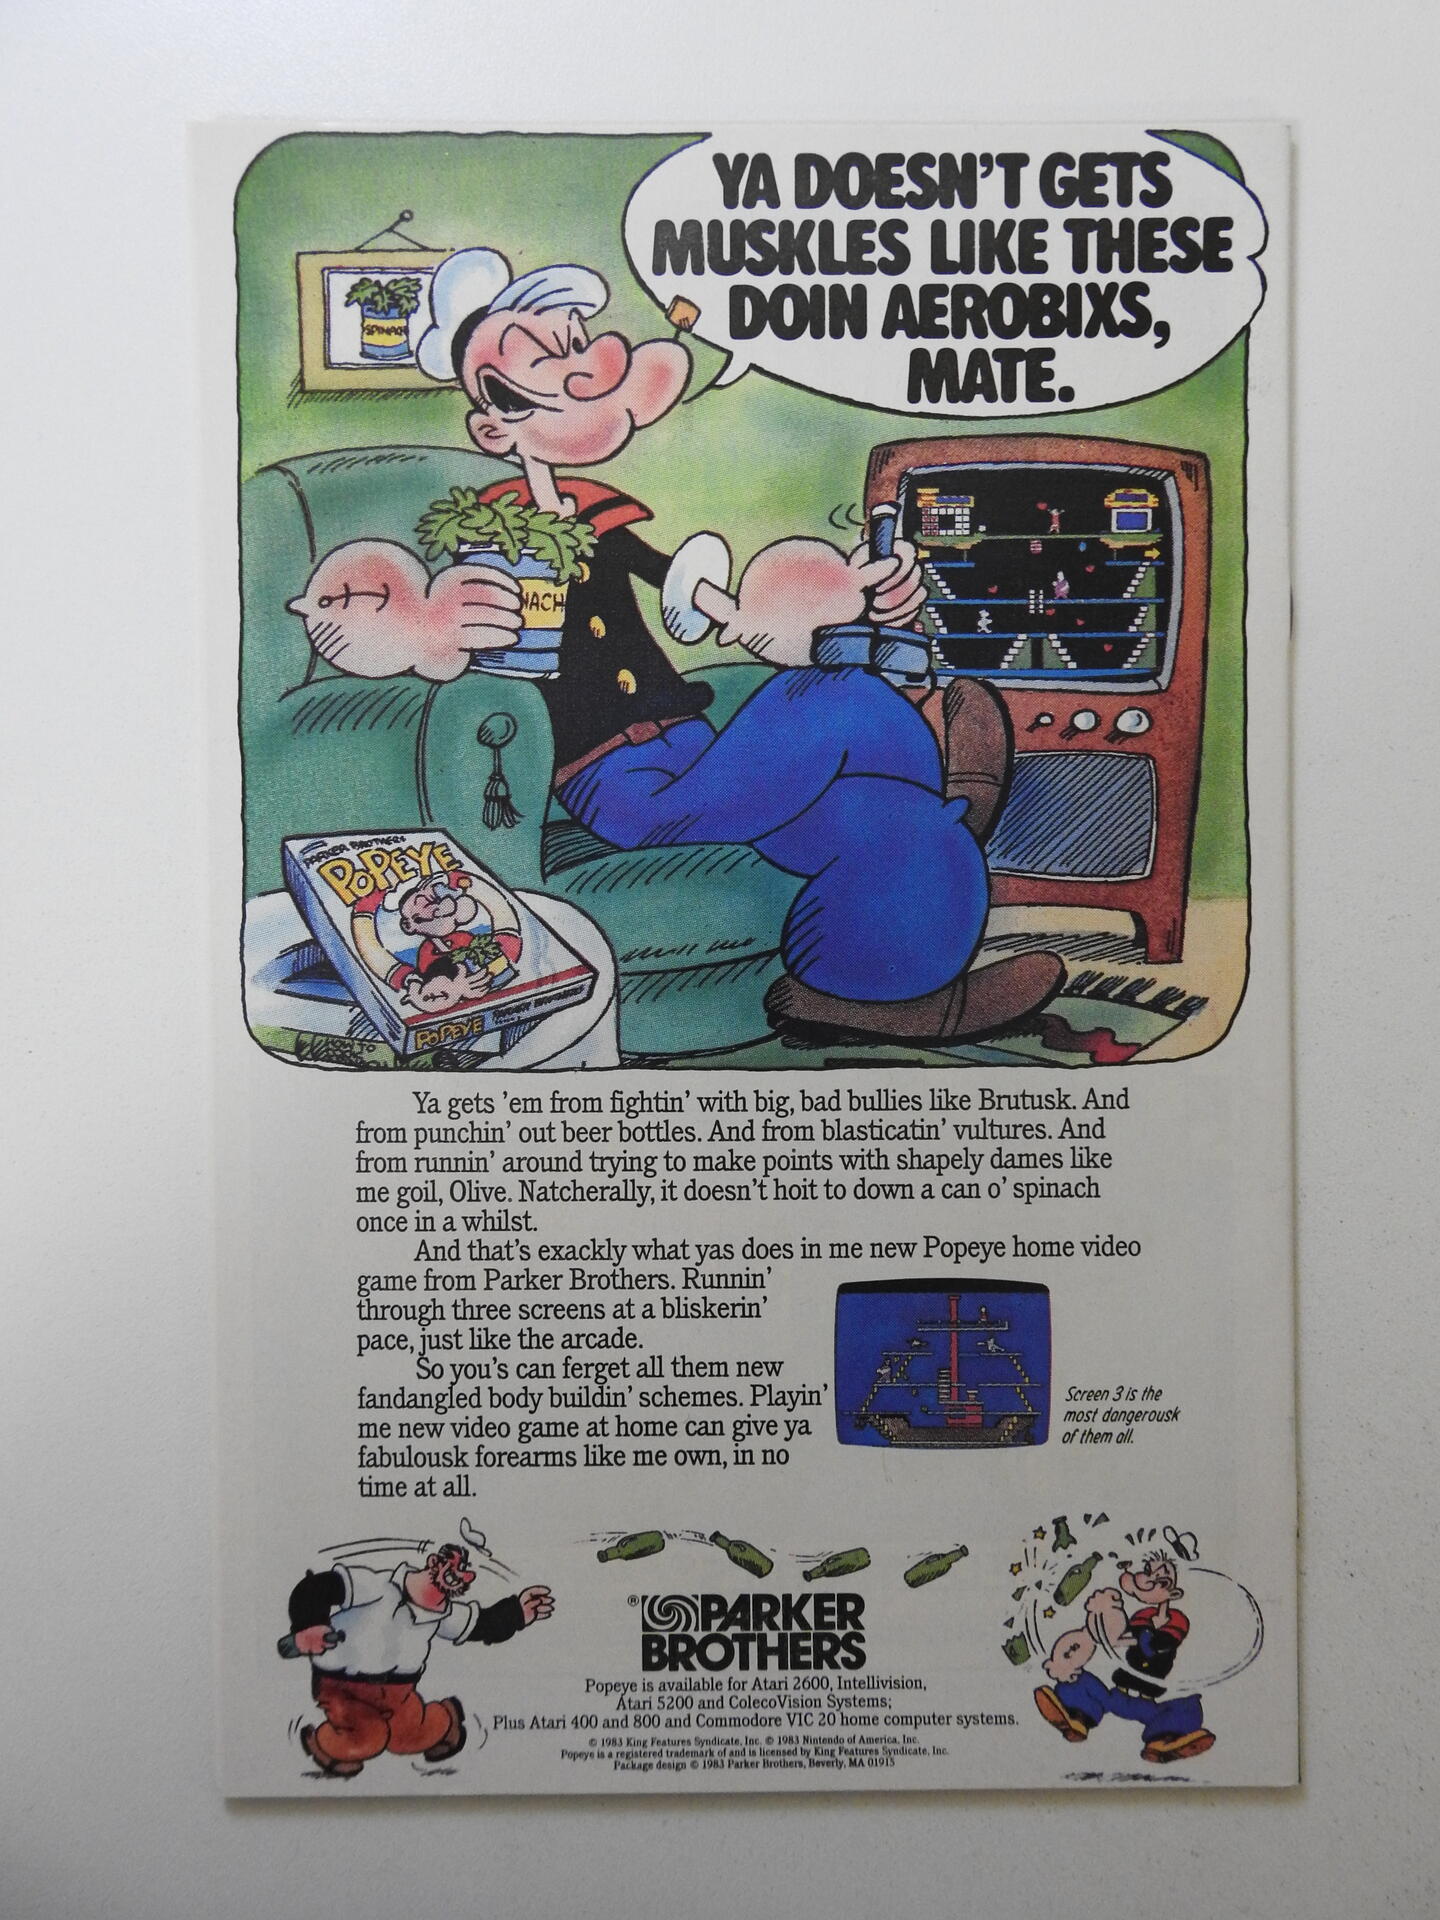 YA DOESN'T GETS
MUSKLES LIKE THESE
DOIN AEROBIXS,
MATE.
SPINACH
NACH
PARKER BROTHERS
POPEYE
POPEYE PARKER BROTHERS
HOW TO
Ya gets 'em from fightin' with big, bad bullies like Brutusk. And
from punchin' out beer bottles. And from blasticatin' vultures. And
from runnin' around trying to make points with shapely dames like
me goil, Olive. Natcherally, it doesn't hoit to down a can o' spinach
once in a whilst.
And that's exackly what yas does in me new Popeye home video
game from Parker Brothers. Runnin'
through three screens at a bliskerin'
pace, just like the arcade.
So you's can ferget all them new
fandangled body buildin' schemes. Playin'
me new video game at home can give ya
fabulousk forearms like me own, in no
time at all.
Screen 3 is the
most dangerousk
of them all.
® PARKER
BROTHERS
Popeye is available for Atari 2600, Intellivision,
Atari 5200 and ColecoVision Systems;
Plus Atari 400 and 800 and Commodore VIC 20 home computer systems.
© 1983 King Features Syndicate, Inc. © 1983 Nintendo of America, Inc.
Popeye is a registered trademark of and is licensed by King Features Syndicate, Inc.
Package design © 1983 Parker Brothers, Beverly, MA 01915